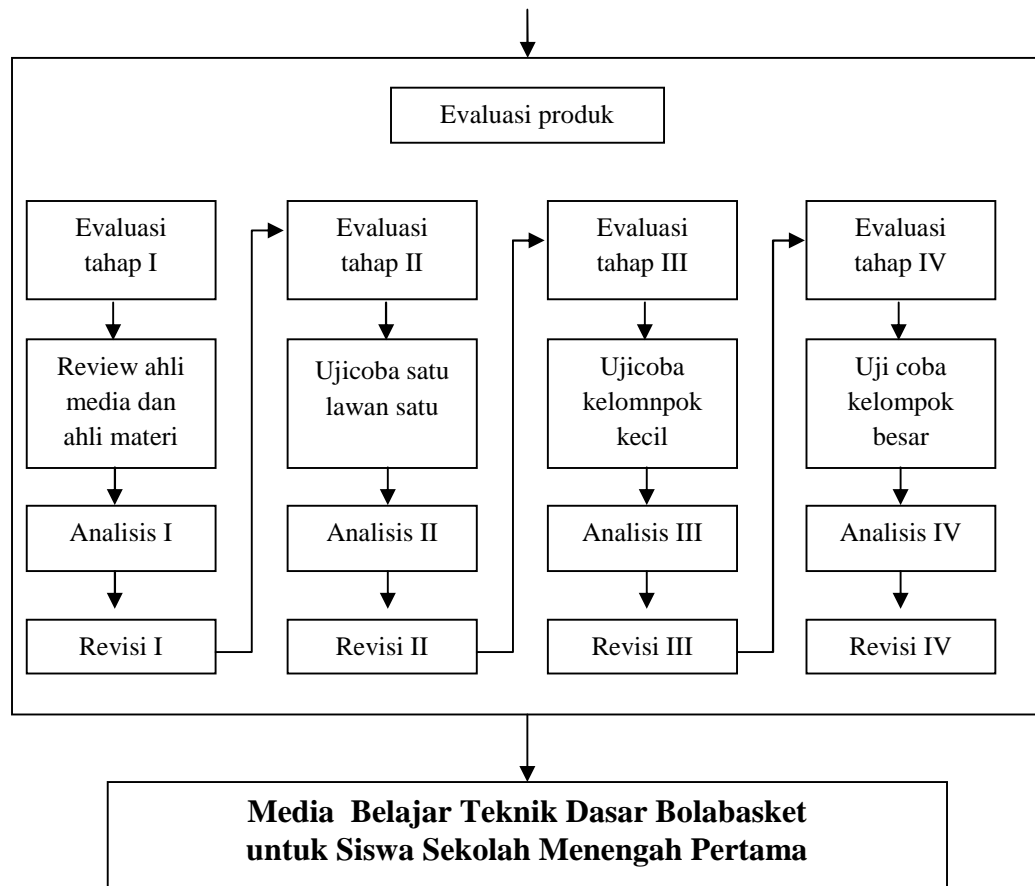 Evaluasi produk
Evaluasi
tahap I
Review ahli
media dan
ahli materi
Analisis I
Revisi I
Evaluasi
tahap II
Ujicoba satu
lawan satu
Analisis II
Revisi II
Evaluasi
tahap III
Ujicoba
kelomnpok
kecil
Analisis III
Revisi III
Evaluasi
tahap IV
Uji coba
kelompok
besar
Analisis IV
Revisi IV
Media Belajar Teknik Dasar Bolabasket
untuk Siswa Sekolah Menengah Pertama